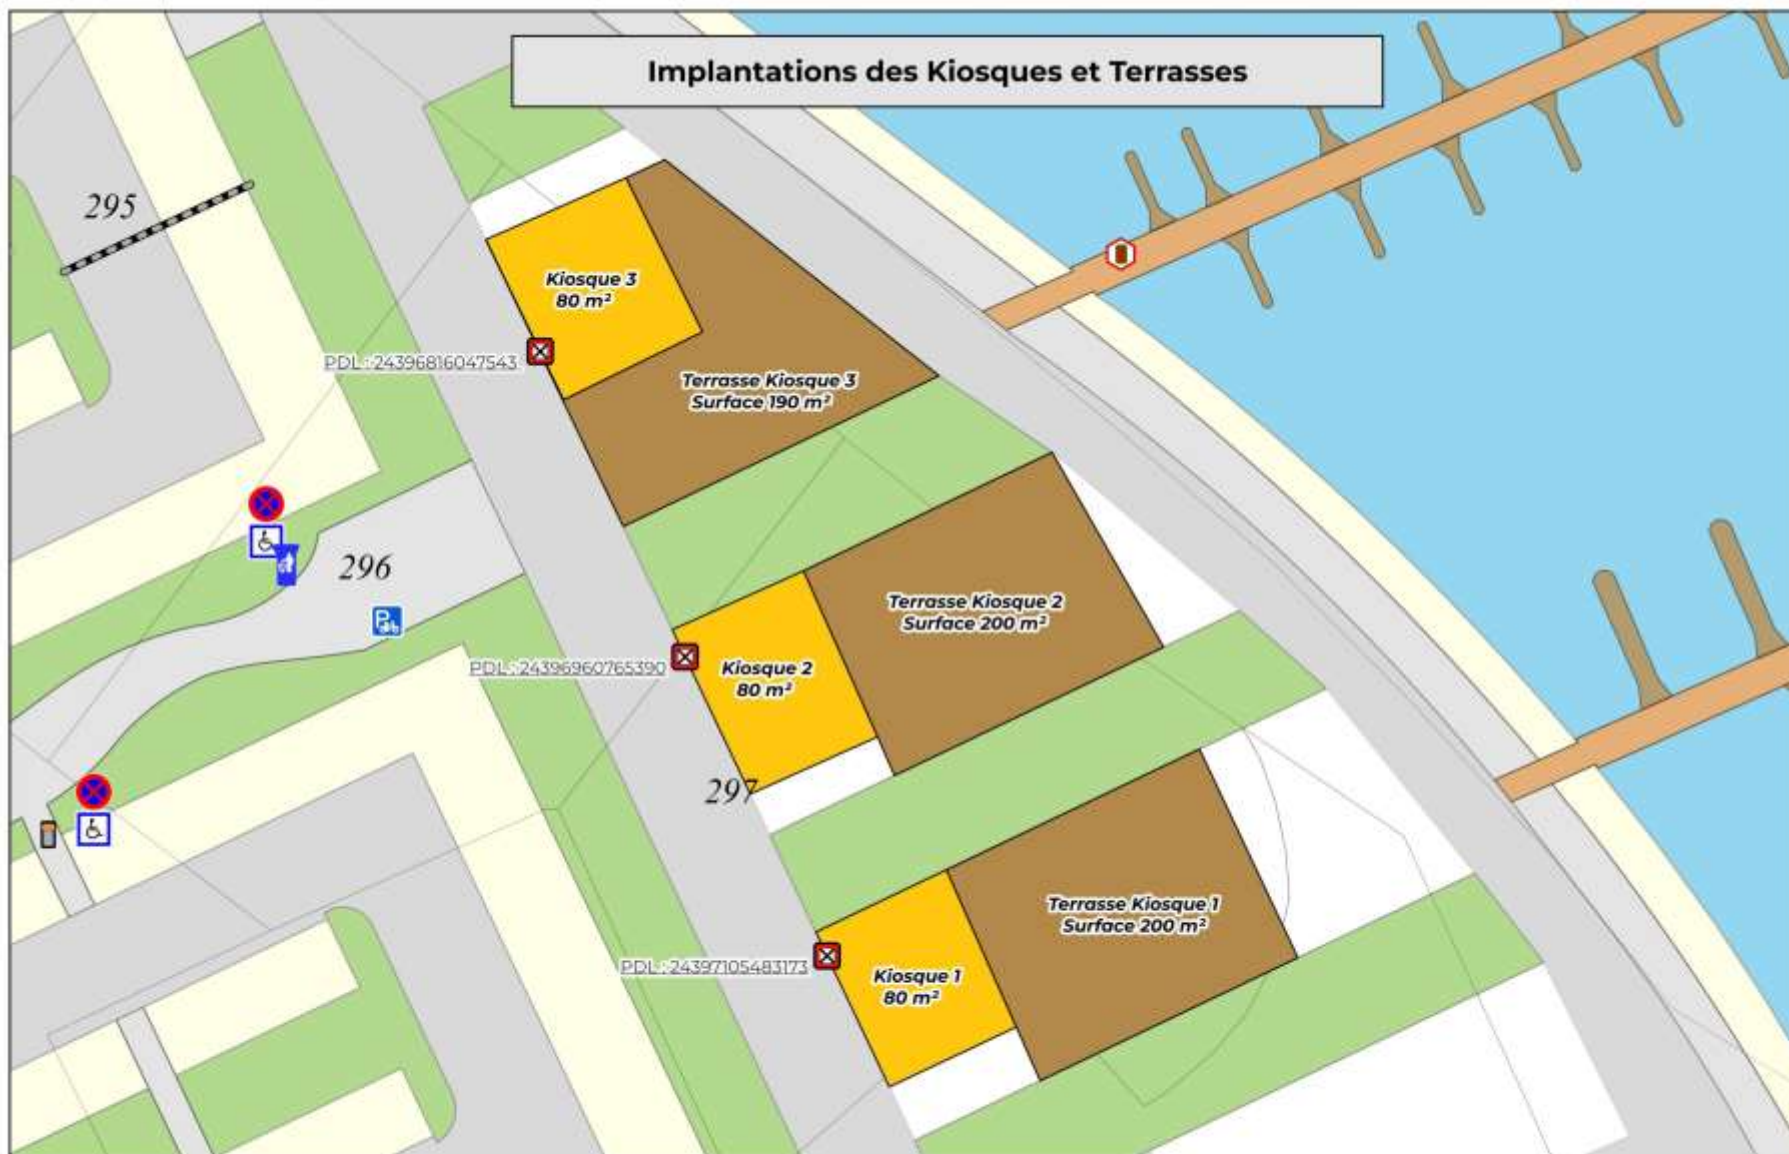 Implantations des Kiosques et Terrasses
295
Kiosque 3
80 m²
PDL : 24396816047543
Terrasse Kiosque 3
Surface 190 m²
296
P
Terrasse Kiosque 2
Surface 200 m²
PDL : 24396960765390
Kiosque 2
80 m²
297
Terrasse Kiosque 1
Surface 200 m²
PDL : 24397105483173
Kiosque 1
80 m²